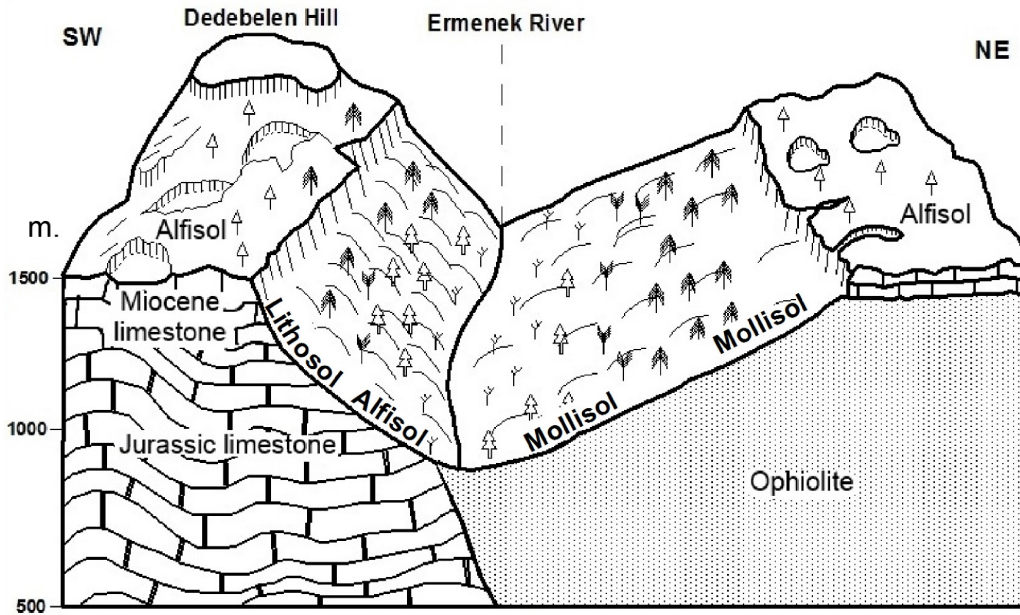 Dedebelen Hill
Ermenek River
SW
NE
m.
Alfisol
Alfisol
1500
Miocene
limestone
Lithosol
Alfisol
Mollisol
Mollisol
1000
Jurassic limestone
Ophiolite
500